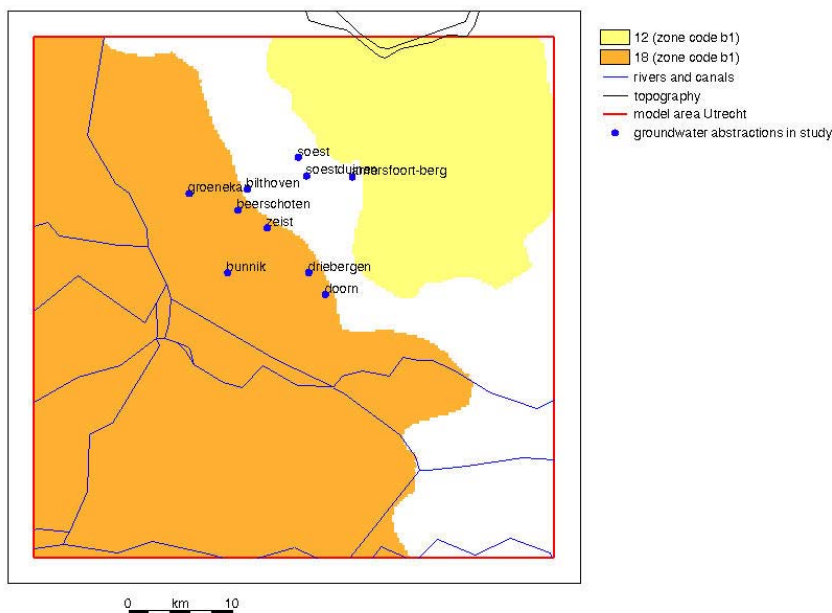 12 (zone code b1)
18 (zone code b1)
rivers and canals
topography
model area Utrecht
groundwater abstractions in study
soest
soestduinen
amersfoort-berg
bilthoven
groeneka
beerschoten
zeist
bunnik
driebergen
doorn
0 km 10